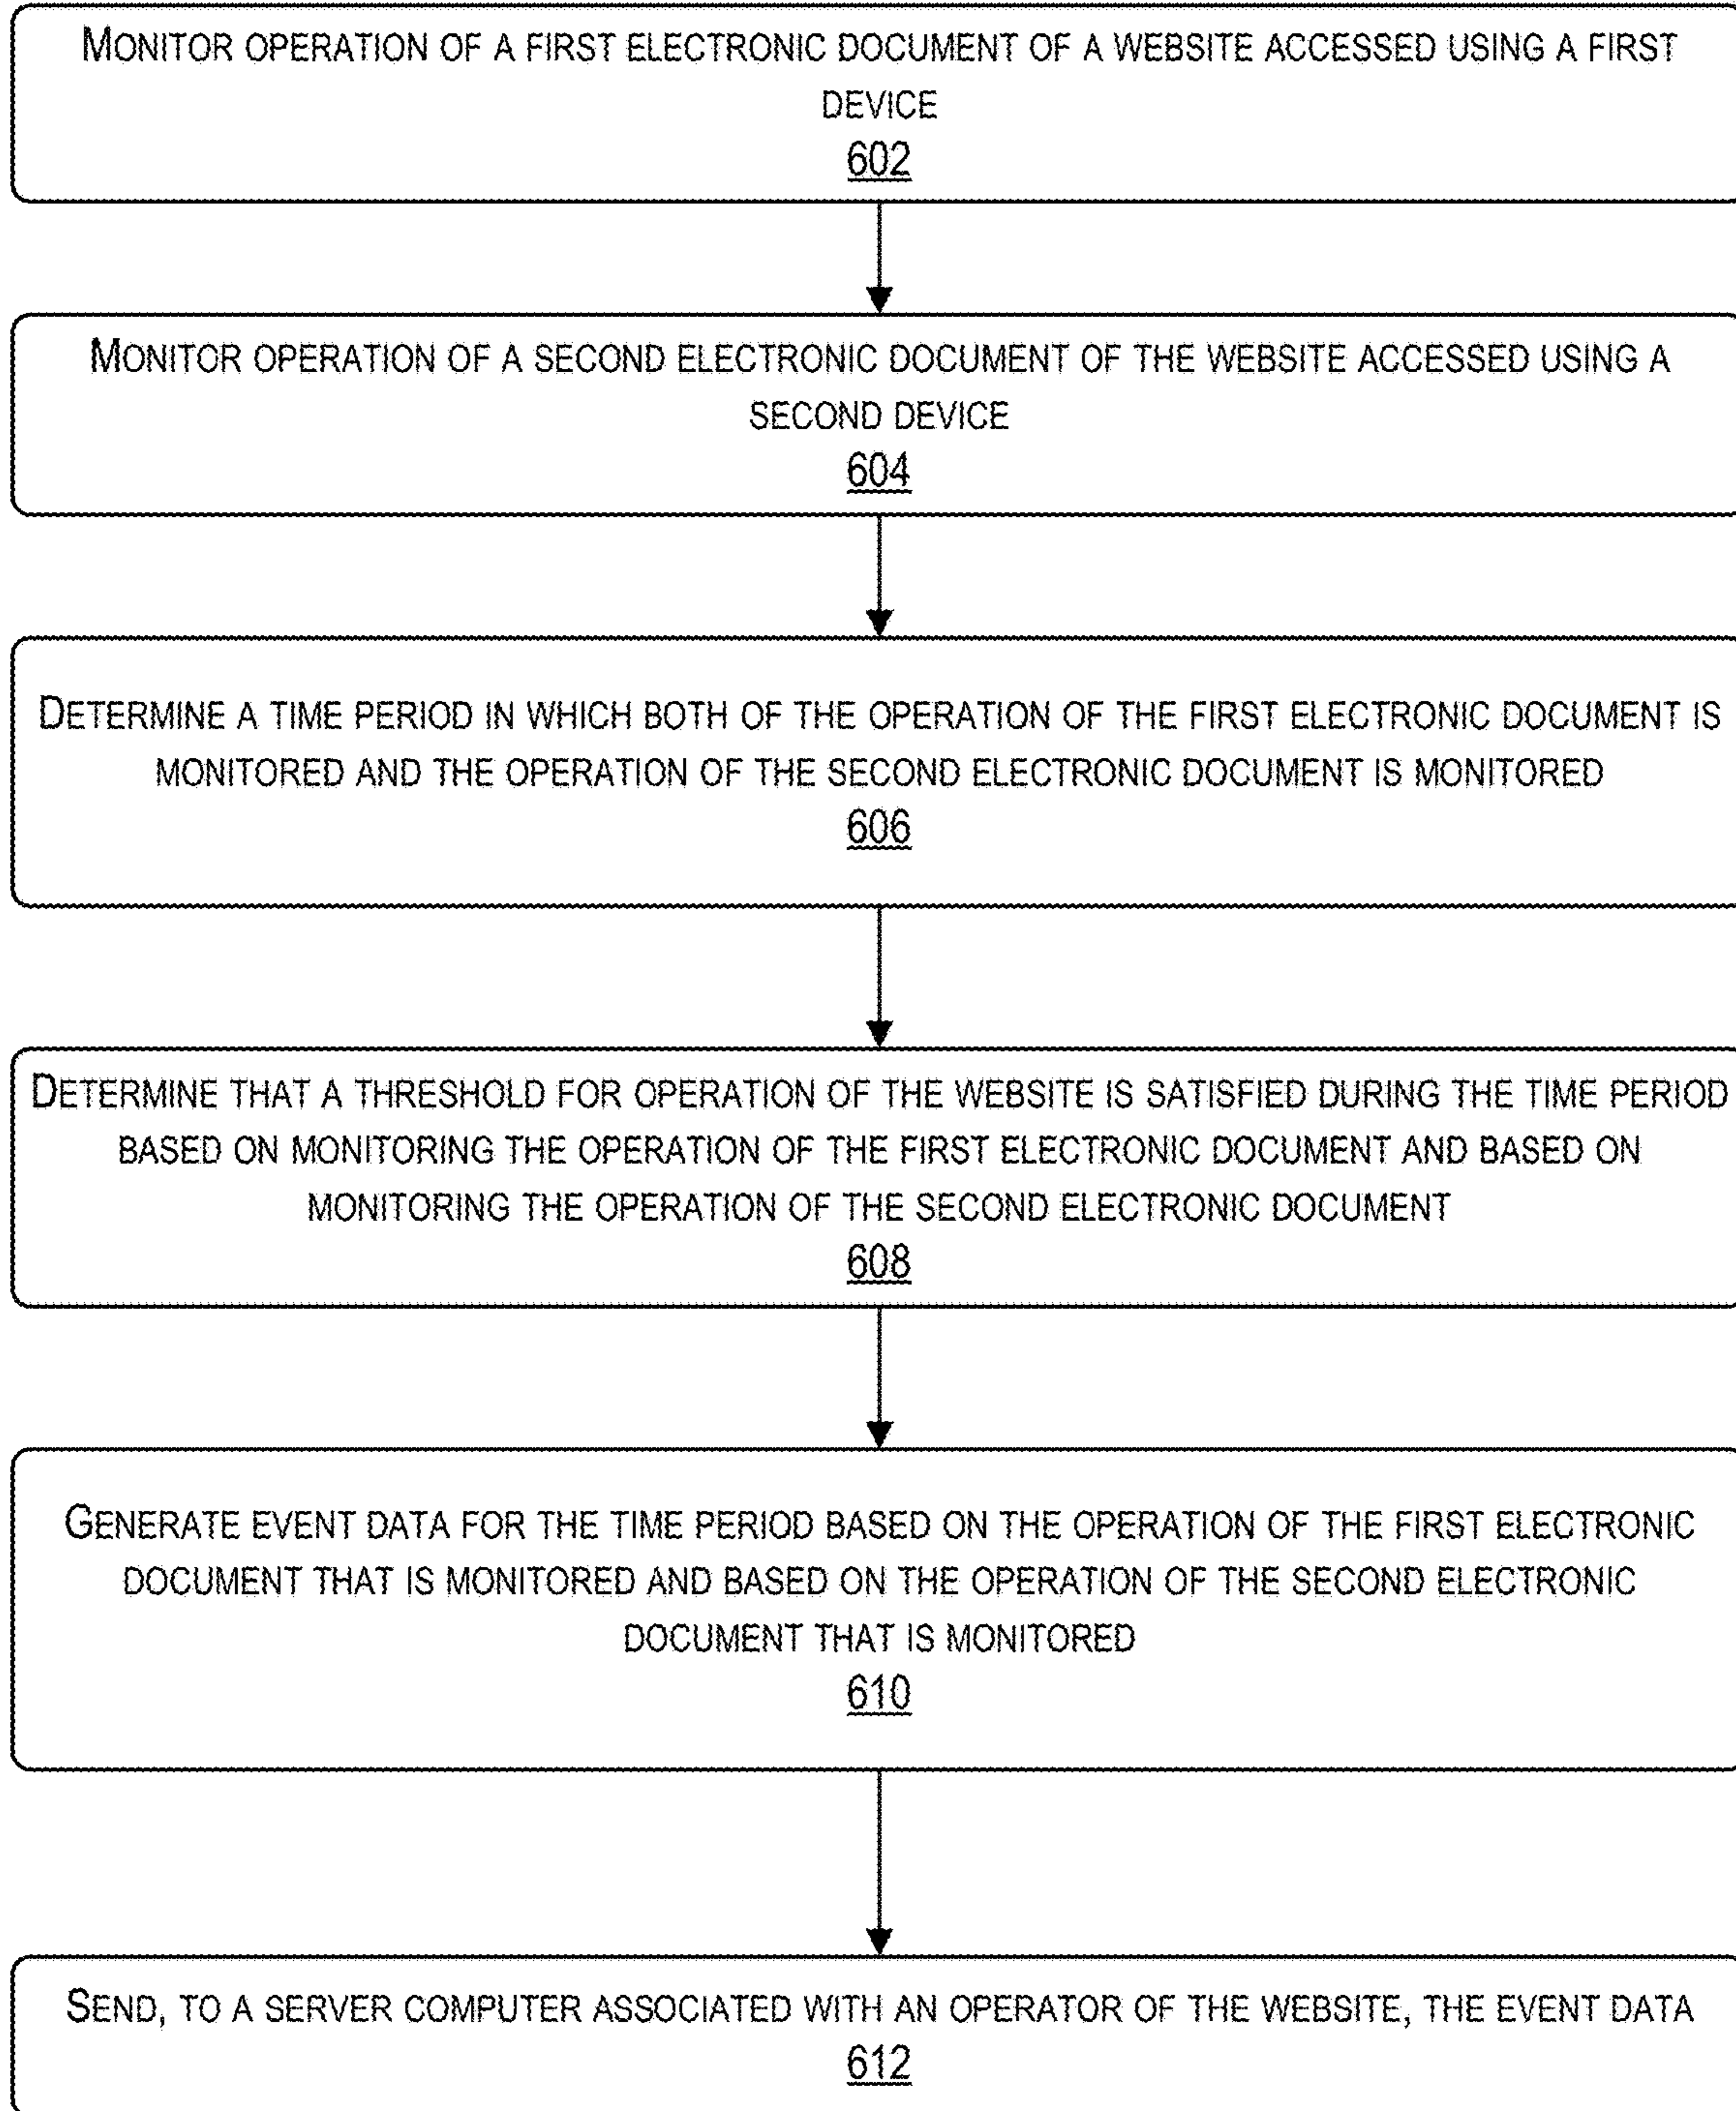 MONITOR OPERATION OF A FIRST ELECTRONIC DOCUMENT OF A WEBSITE ACCESSED USING A FIRST
DEVICE
602
MONITOR OPERATION OF A SECOND ELECTRONIC DOCUMENT OF THE WEBSITE ACCESSED USING A
SECOND DEVICE
604
DETERMINE A TIME PERIOD IN WHICH BOTH OF THE OPERATION OF THE FIRST ELECTRONIC DOCUMENT IS
MONITORED AND THE OPERATION OF THE SECOND ELECTRONIC DOCUMENT IS MONITORED
606
DETERMINE THAT A THRESHOLD FOR OPERATION OF THE WEBSITE IS SATISFIED DURING THE TIME PERIOD
BASED ON MONITORING THE OPERATION OF THE FIRST ELECTRONIC DOCUMENT AND BASED ON
MONITORING THE OPERATION OF THE SECOND ELECTRONIC DOCUMENT
608
GENERATE EVENT DATA FOR THE TIME PERIOD BASED ON THE OPERATION OF THE FIRST ELECTRONIC
DOCUMENT THAT IS MONITORED AND BASED ON THE OPERATION OF THE SECOND ELECTRONIC
DOCUMENT THAT IS MONITORED
610
SEND, TO A SERVER COMPUTER ASSOCIATED WITH AN OPERATOR OF THE WEBSITE, THE EVENT DATA
612